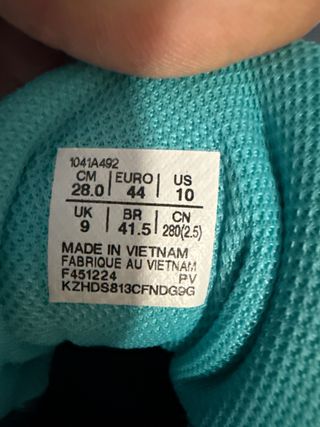 1041A492
CM EURO US
28.0 44 10
UK BR CN
9 41.5 280(2.5)
MADE IN VIETNAM
FABRIQUE AU VIETNAM
F451224 PV
KZHDS813CFNDG9G